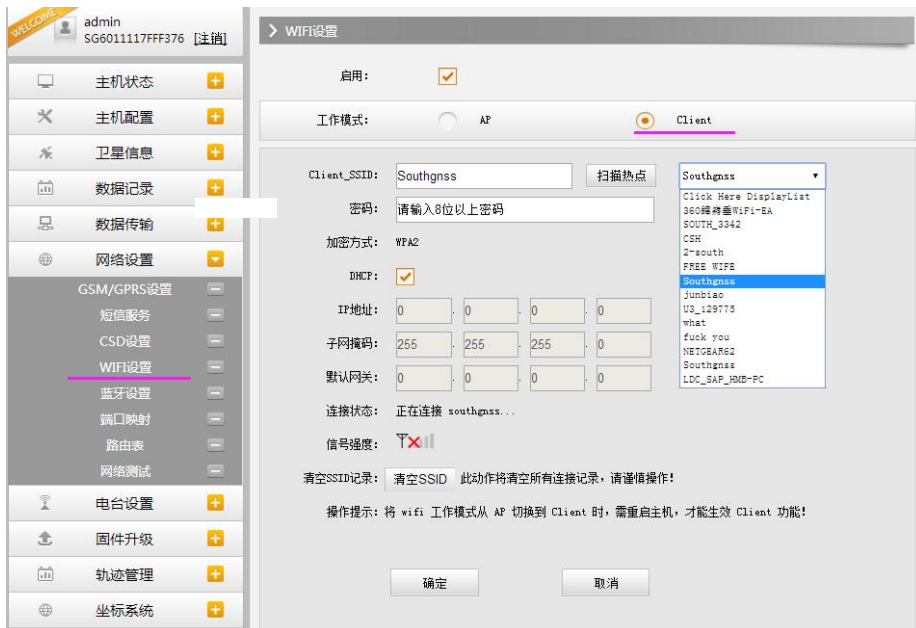 WELCOME
admin
SG6011117FFF376 [注销]
主机状态
主机配置
卫星信息
数据记录
数据传输
网络设置
GSM/GPRS设置
短信服务
CSD设置
WIFI设置
蓝牙设置
端口映射
路由表
网络测试
电台设置
固件升级
轨迹管理
坐标系统
WIFI设置
启用:
工作模式: AP Client
Client_SSID: Southgnss 扫描热点 Southgnss
密码: 请输入8位以上密码
加密方式: WPA2
DHCP:
IP地址: 0 . 0 . 0 . 0
子网掩码: 255 . 255 . 255 . 0
默认网关: 0 . 0 . 0 . 0
连接状态: 正在连接 southgnss...
信号强度:
清空SSID记录: 清空SSID 此动作将清空所有连接记录，请谨慎操作!
操作提示: 将 wifi 工作模式从 AP 切换到 Client 时，需重启主机，才能生效 Client 功能!
确定 取消
Click Here DisplayList
WiFi-EA
SOUTH_3342
CSH
2-south
FREE WIFE
Southgnss
junbiao
U3_129775
what
fuck you
NETGEAR62
Southgnss
LDC_SAP_HMB-PC